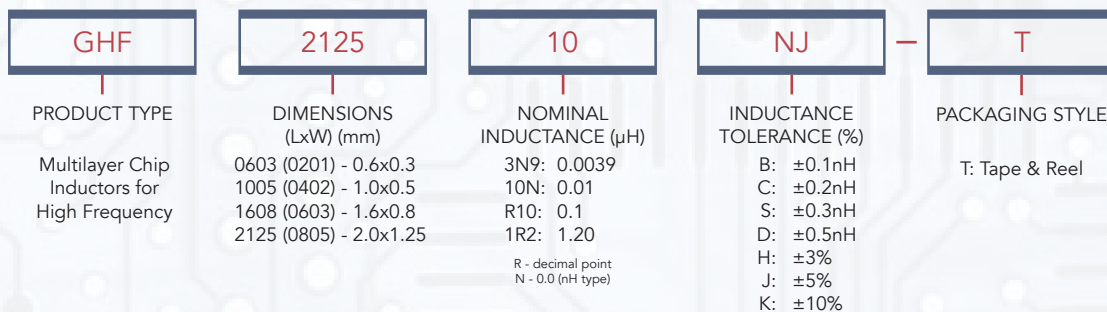 GHF 2125 10 NJ – T
PRODUCT TYPE
Multilayer Chip
Inductors for
High Frequency
DIMENSIONS
(LxW) (mm)
0603 (0201) - 0.6x0.3
1005 (0402) - 1.0x0.5
1608 (0603) - 1.6x0.8
2125 (0805) - 2.0x1.25
NOMINAL
INDUCTANCE (µH)
3N9: 0.0039
10N: 0.01
R10: 0.1
1R2: 1.20
R - decimal point
N - 0.0 (nH type)
INDUCTANCE
TOLERANCE (%)
B: ±0.1nH
C: ±0.2nH
S: ±0.3nH
D: ±0.5nH
H: ±3%
J: ±5%
K: ±10%
PACKAGING STYLE
T: Tape & Reel